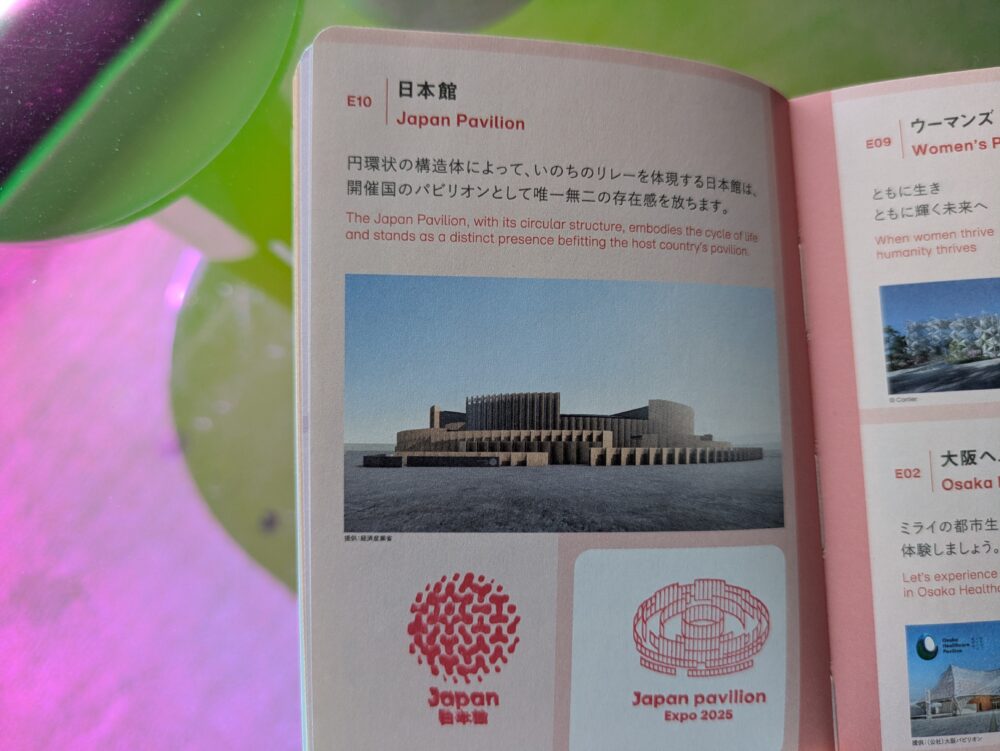 E10
日本館
Japan Pavilion
円環状の構造体によって、いのちのリレーを体現する日本館は、
開催国のパビリオンとして唯一無二の存在感を放ちます。
The Japan Pavilion, with its circular structure, embodies the cycle of life
and stands as a distinct presence befitting the host country's pavilion.
提供:経済産業省
Japan
日本館
Japan pavilion
Expo 2025
E09
ウーマンズ
Women's P
ともに生き
ともに輝く未来へ
When women thrive
humanity thrives
© Cartier
E02
大阪ヘ
Osaka
ミライの都市生
体験しましょう。
Let's experience
in Osaka Healthc
Osaka
Healthcare
Pavilion
提供:(公社)大阪パビリオン